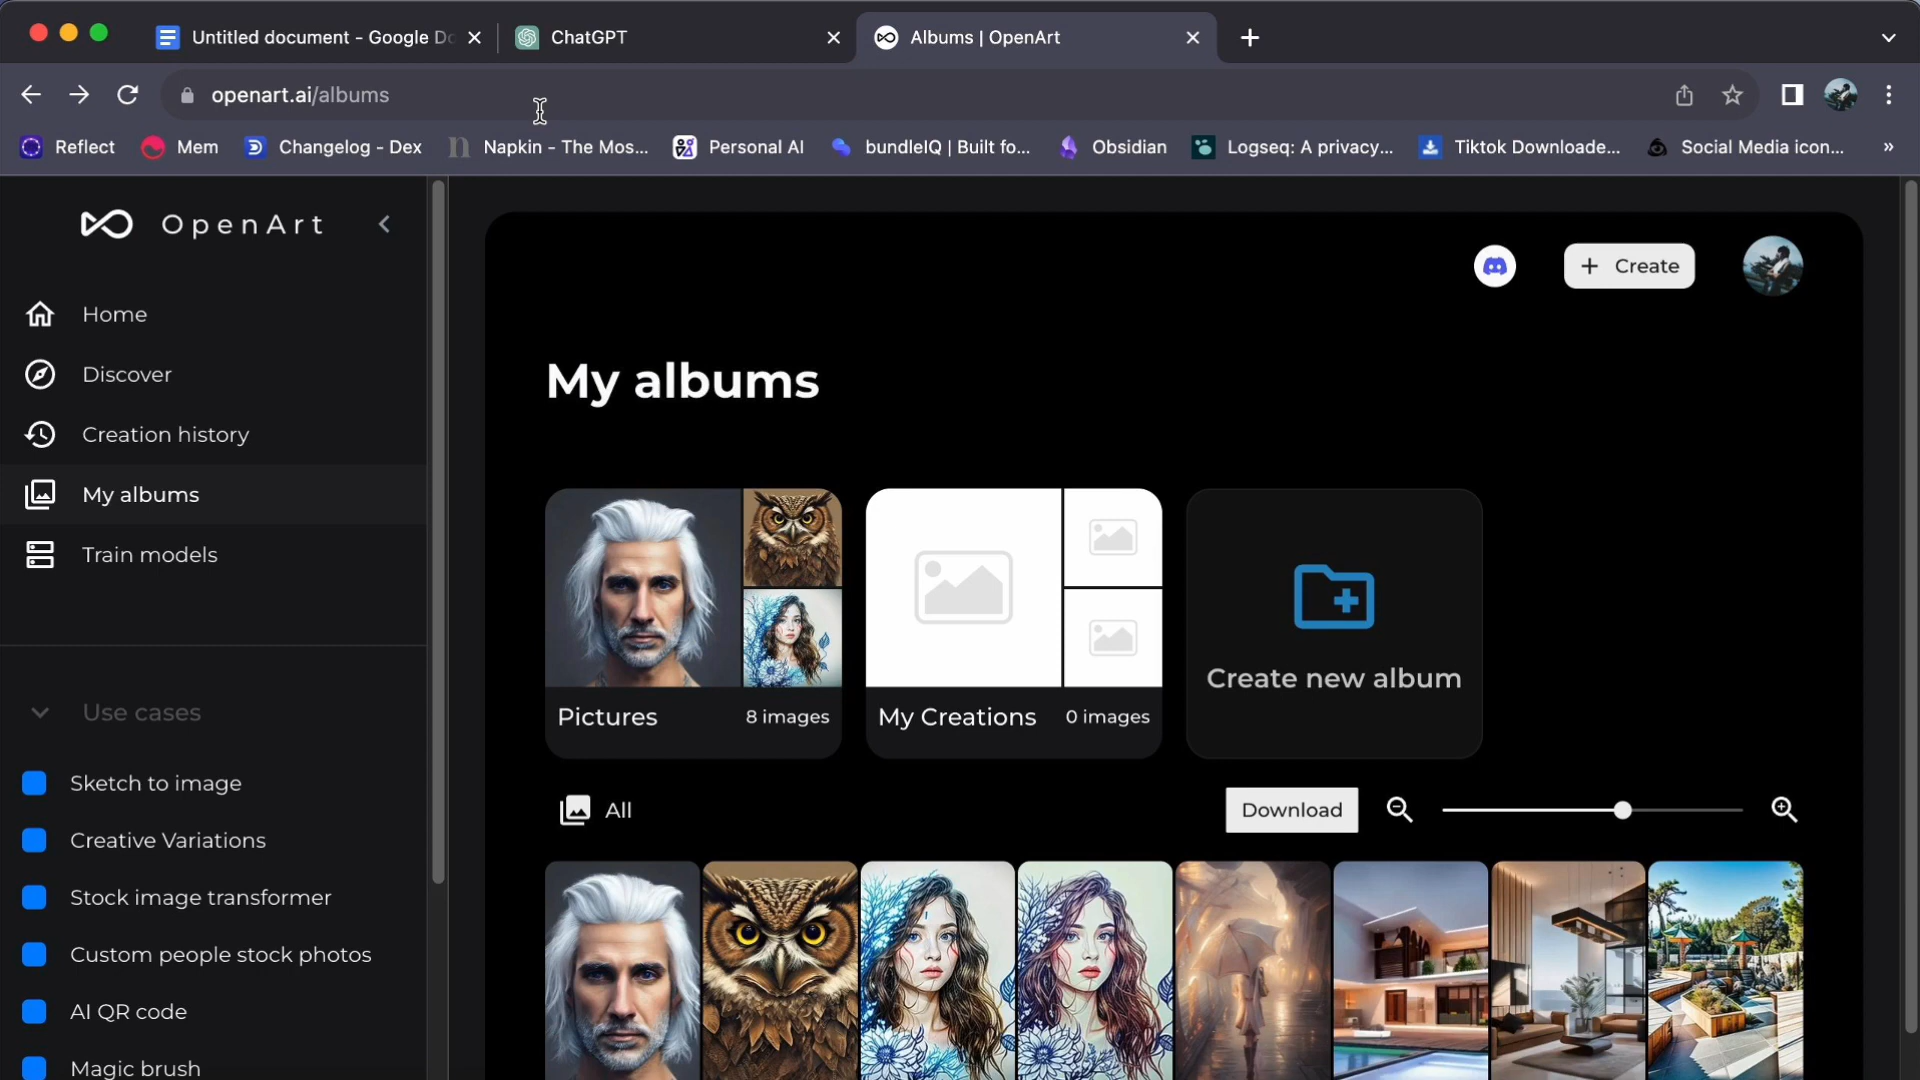 Untitled document - Google Do
ChatGPT
Albums | OpenArt
openart.ai/albums
Reflect
Mem
Changelog - Dex
Napkin - The Mos...
Personal AI
bundleIQ | Built fo...
Obsidian
Logseq: A privacy...
Tiktok Downloade...
Social Media icon...
»
OpenArt
Home
Discover
Creation history
My albums
Train models
Use cases
Sketch to image
Creative Variations
Stock image transformer
Custom people stock photos
AI QR code
Magic brush
+ Create
My albums
Pictures
8 images
My Creations
0 images
Create new album
All
Download